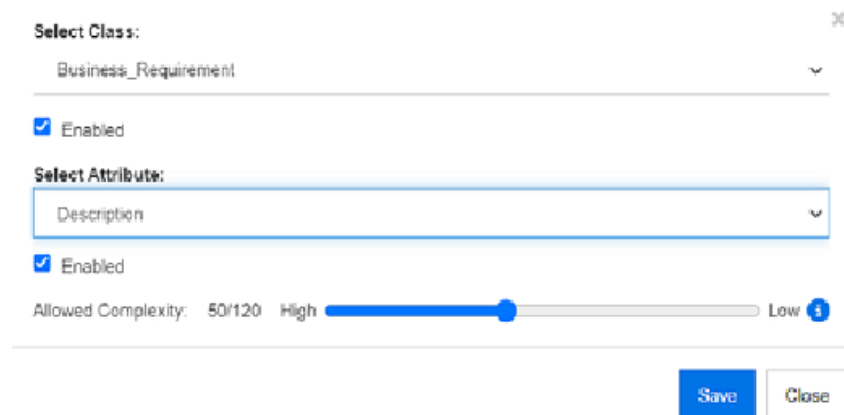 Select Class:
Business_Requirement
Enabled
Select Attribute:
Description
Enabled
Allowed Complexity: 50/120 High Low i
Save Close